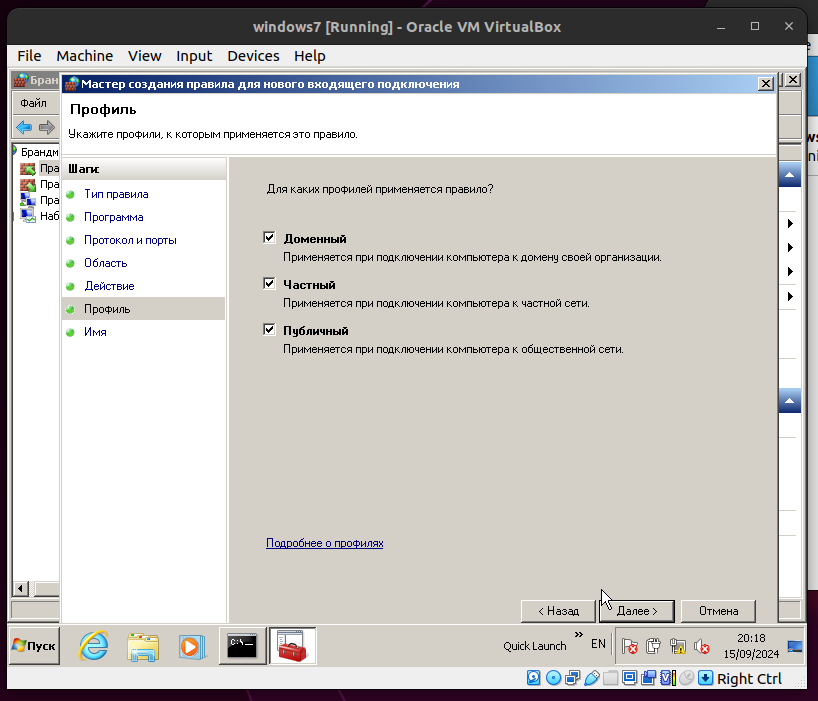 windows7 [Running] - Oracle VM VirtualBox
File Machine View Input Devices Help
Бран
Мастер создания правила для нового входящего подключения
Файл
Профиль
Укажите профили, к которым применяется это правило.
Брандм
Пра
Пра
Пра
Наб
Шаги:
Тип правила
Программа
Протокол и порты
Область
Действие
Профиль
Имя
Для каких профилей применяется правило?
Доменный
Применяется при подключении компьютера к домену своей организации.
Частный
Применяется при подключении компьютера к частной сети.
Публичный
Применяется при подключении компьютера к общественной сети.
Подробнее о профилях
< Назад
Далее >
Отмена
Пуск
C:\.
Quick Launch
»
EN
20:18
15/09/2024
Right Ctrl